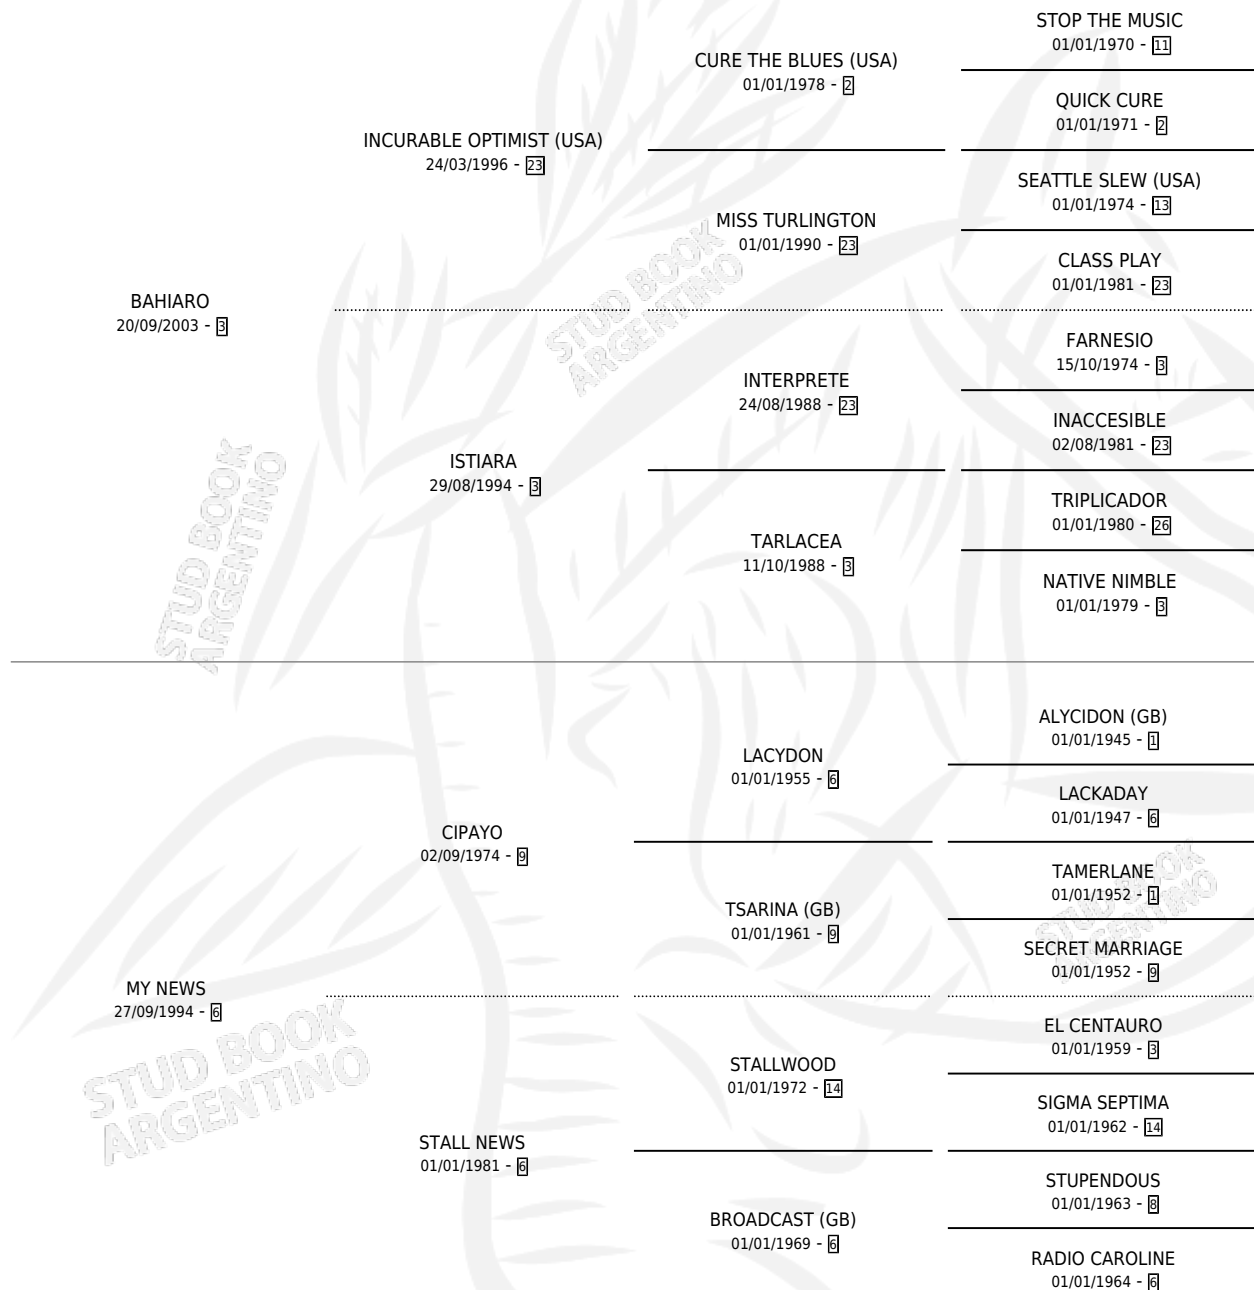 STOP THE MUSIC
01/01/1970 - 11
CURE THE BLUES (USA)
01/01/1978 - 2
QUICK CURE
01/01/1971 - 2
INCURABLE OPTIMIST (USA)
24/03/1996 - 23
SEATTLE SLEW (USA)
01/01/1974 - 13
MISS TURLINGTON
01/01/1990 - 23
CLASS PLAY
01/01/1981 - 23
BAHIARO
20/09/2003 - 3
STUD BOOK
ARGENTINO
FARNESIO
15/10/1974 - 3
INTERPRETE
24/08/1988 - 23
INACCESIBLE
02/08/1981 - 23
ISTIARA
29/08/1994 - 3
TRIPLICADOR
01/01/1980 - 26
TARLACEA
11/10/1988 - 3
NATIVE NIMBLE
01/01/1979 - 3
STUD BOOK
ARGENTINO
ALYCIDON (GB)
01/01/1945 - 1
LACYDON
01/01/1955 - 6
LACKADAY
01/01/1947 - 6
CIPAYO
02/09/1974 - 9
TAMERLANE
01/01/1952 - 1
TSARINA (GB)
01/01/1961 - 9
STUD BOOK
ARGENTINO
SECRET MARRIAGE
01/01/1952 - 9
MY NEWS
27/09/1994 - 6
EL CENTAURO
01/01/1959 - 3
STALLWOOD
01/01/1972 - 14
STUD BOOK
ARGENTINO
SIGMA SEPTIMA
01/01/1962 - 14
STALL NEWS
01/01/1981 - 6
STUPENDOUS
01/01/1963 - 8
BROADCAST (GB)
01/01/1969 - 6
RADIO CAROLINE
01/01/1964 - 6